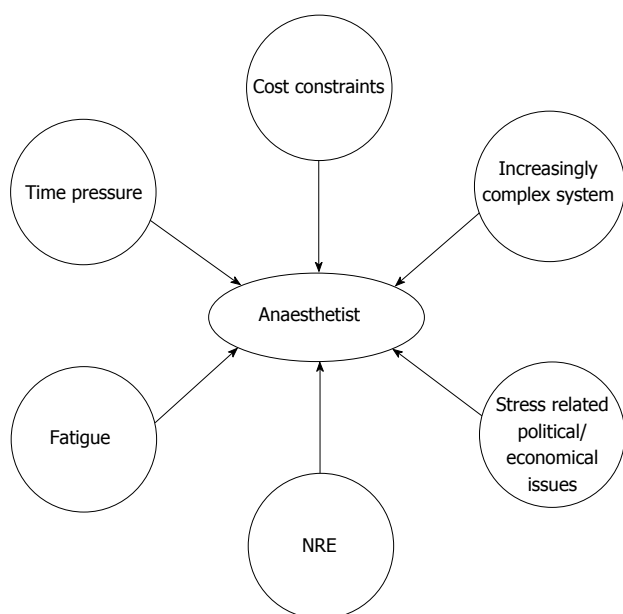 Cost constraints
Time pressure
Increasingly
complex system
Anaesthetist
Fatigue
Stress related
political/
economical
issues
NRE